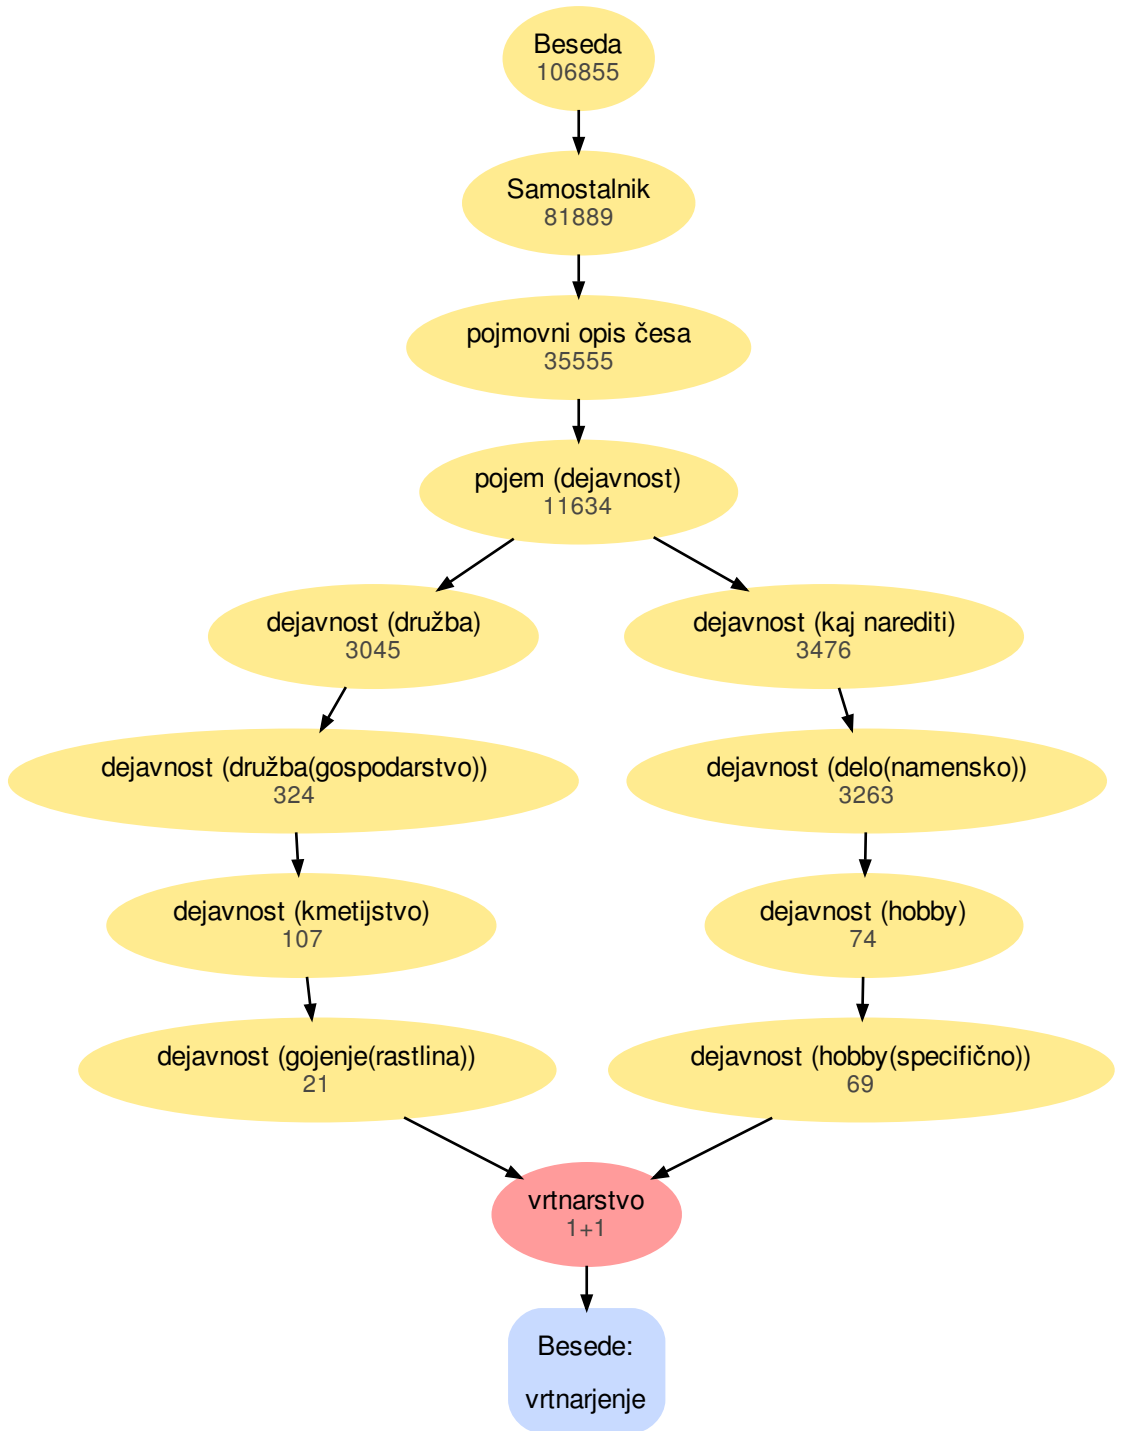 Beseda
106855
Samostalnik
81889
pojmovni opis česa
35555
pojem (dejavnost)
11634
dejavnost (družba)
3045
dejavnost (kaj narediti)
3476
dejavnost (družba(gospodarstvo))
324
dejavnost (delo(namensko))
3263
dejavnost (kmetijstvo)
107
dejavnost (hobby)
74
dejavnost (gojenje(rastlina))
21
dejavnost (hobby(specifično))
69
vrtnarstvo
1+1
Besede:
vrtnarjenje